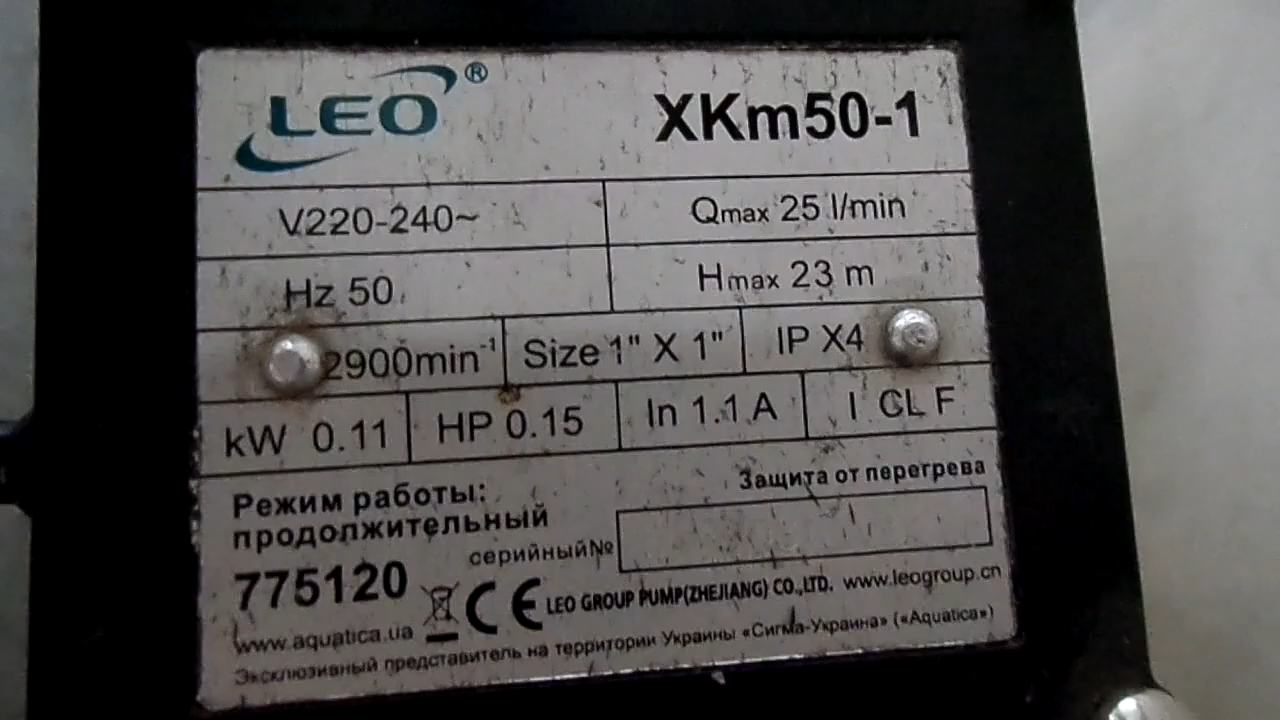 LEO®
XKm50-1
V220-240~
Qmax 25 l/min
Hz 50
Hmax 23 m
2900min-1
Size 1" X 1"
IP X4
kW 0.11
HP 0.15
In 1.1 A
I CL F
Режим работы:
продолжительный
Защита от перегрева
серийный№
775120
CE
LEO GROUP PUMP(ZHEJIANG) CO.,LTD. www.leogroup.cn
www.aquatica.ua
Эксклюзивный представитель на территории Украины «Сигма-Украина» («Aquatica»)